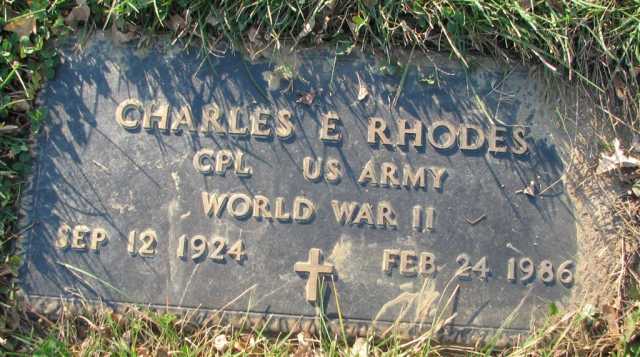 CHARLES E RHODES
CPL US ARMY
WORLD WAR II
SEP 12 1924 FEB 24 1986